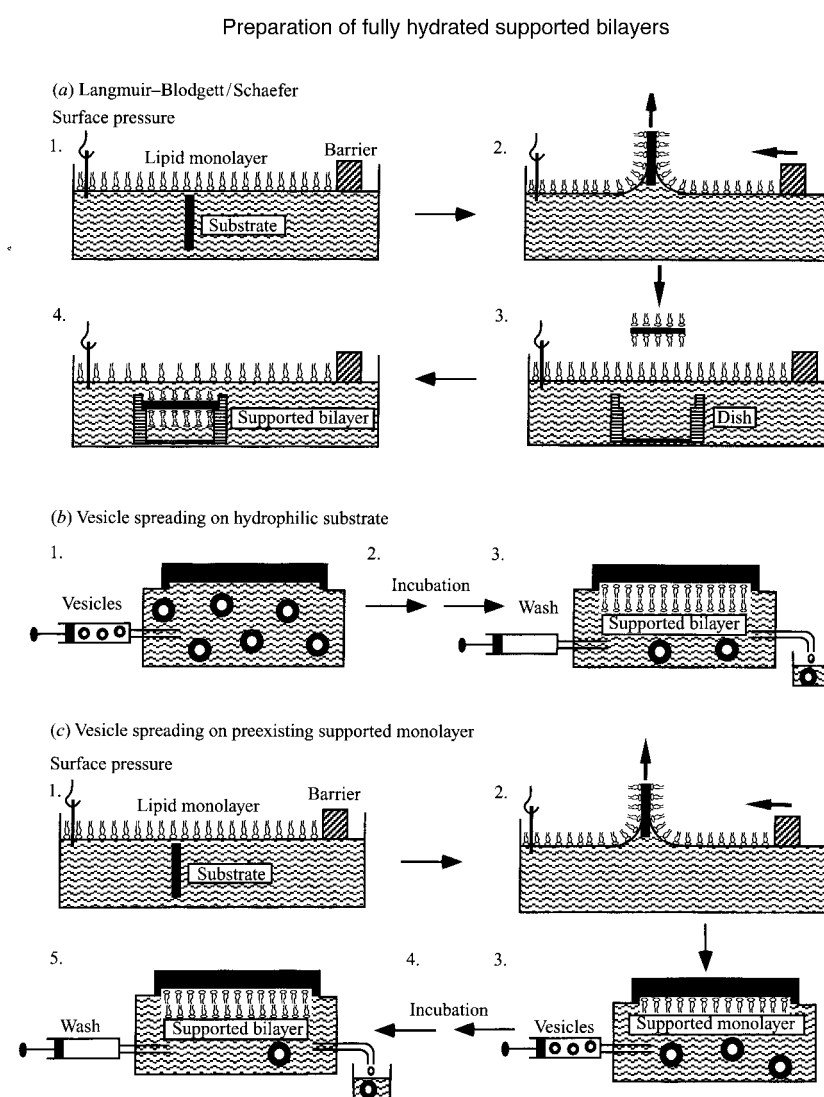 Preparation of fully hydrated supported bilayers
(a) Langmuir–Blodgett/Schaefer
Surface pressure
1.
Lipid monolayer
Barrier
Substrate
2.
4.
Supported bilayer
3.
Dish
(b) Vesicle spreading on hydrophilic substrate
1.
Vesicles
2.
Incubation
3.
Wash
Supported bilayer
(c) Vesicle spreading on preexisting supported monolayer
Surface pressure
1.
Lipid monolayer
Barrier
Substrate
2.
5.
Wash
Supported bilayer
4.
Incubation
3.
Vesicles
Supported monolayer